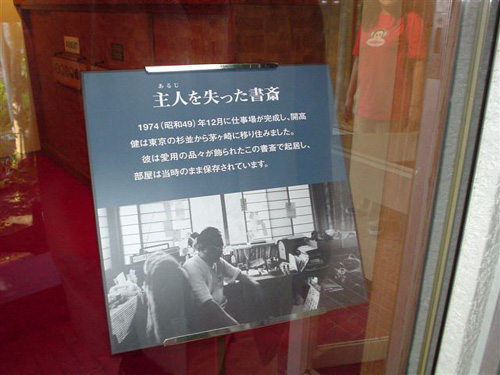 あるじ
主人を失った書斎
1974（昭和49）年12月に仕事場が完成し、開高
健は東京の杉並から茅ヶ崎に移り住みました。
彼は愛用の品々が飾られたこの書斎で起居し、
部屋は当時のまま保存されています。